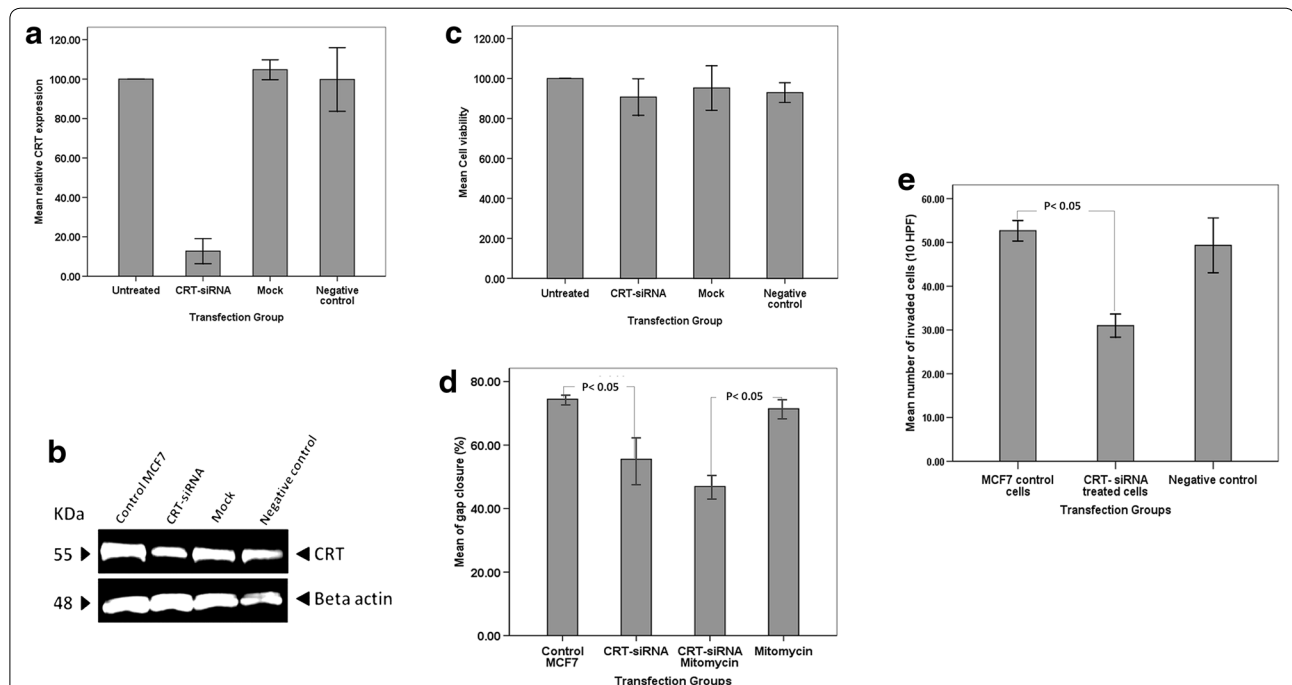 a
120.00
100.00
80.00
60.00
40.00
20.00
0.00
Mean relative CRT expression
Untreated
CRT-siRNA
Mock
Negative
control
Transfection Group
c
120.00
100.00
80.00
60.00
40.00
20.00
0.00
Mean Cell viability
Untreated
CRT-siRNA
Mock
Negative
control
Transfection Group
b
Control MCF7
CRT-siRNA
Mock
Negative control
KDa
55
CRT
48
Beta actin
d
80.00
60.00
40.00
20.00
0.00
Mean of gap closure (%)
P< 0.05
P< 0.05
Control
MCF7
CRT-siRNA
CRT-siRNA
Mitomycin
Mitomycin
Transfection Groups
e
60.00
50.00
40.00
30.00
20.00
10.00
0.00
Mean number of invaded cells (10 HPF)
P< 0.05
MCF7 control
cells
CRT- siRNA
treated cells
Negative control
Transfection Groups